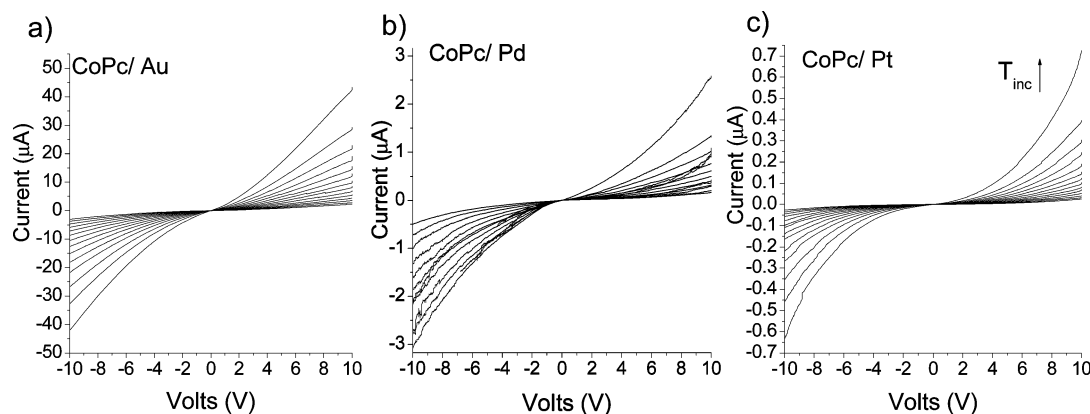 a)
CoPc/ Au
Current (μA)
50
40
30
20
10
0
-10
-20
-30
-40
-50
-10 -8 -6 -4 -2 0 2 4 6 8 10
Volts (V)
b)
CoPc/ Pd
Current (μA)
3
2
1
0
-1
-2
-3
-10 -8 -6 -4 -2 0 2 4 6 8 10
Volts (V)
c)
CoPc/ Pt
T inc
Current (μA)
0.7
0.6
0.5
0.4
0.3
0.2
0.1
0.0
-0.1
-0.2
-0.3
-0.4
-0.5
-0.6
-0.7
-10 -8 -6 -4 -2 0 2 4 6 8 10
Volts (V)